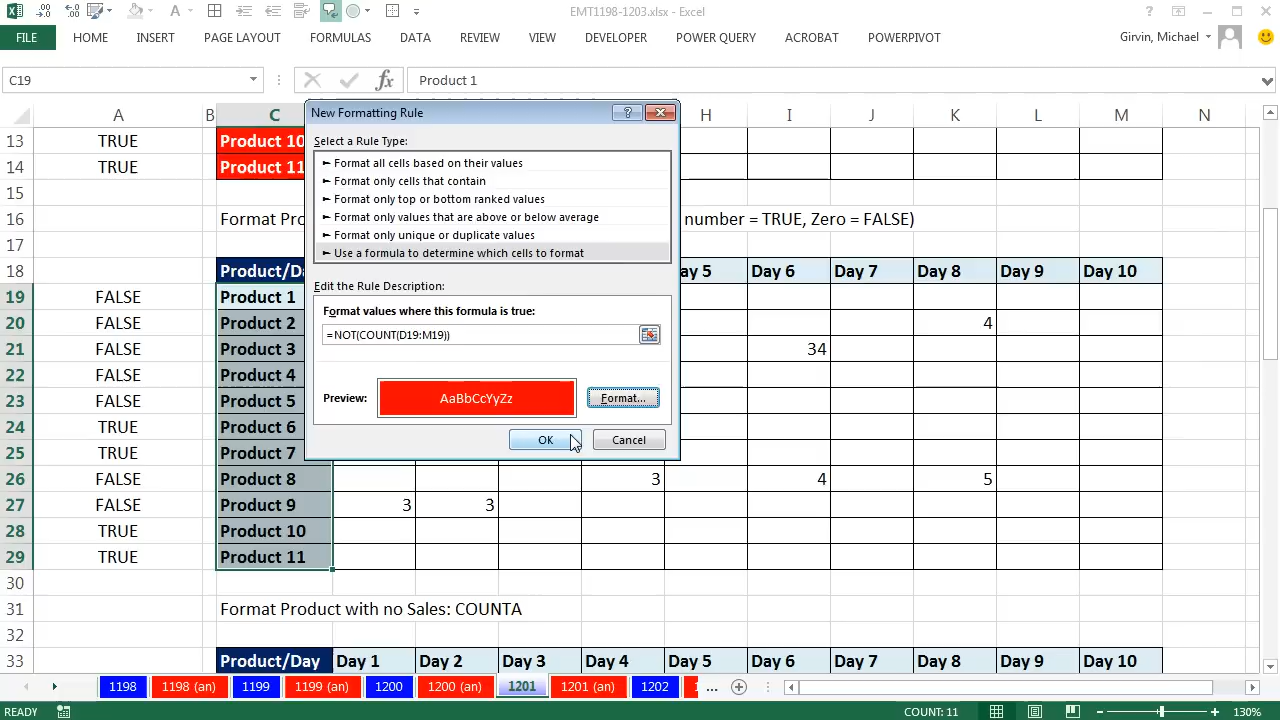 EMT1198-1203.xlsx - Excel
FILE HOME INSERT PAGE LAYOUT FORMULAS DATA REVIEW VIEW DEVELOPER POWER QUERY ACROBAT POWERPIVOT Girvin, Michael
C19 fx Product 1
A B C H I J K L M N
New Formatting Rule
Select a Rule Type:
► Format all cells based on their values
► Format only cells that contain
► Format only top or bottom ranked values
► Format only values that are above or below average
► Format only unique or duplicate values
► Use a formula to determine which cells to format
Edit the Rule Description:
Format values where this formula is true:
=NOT(COUNT(D19:M19))
Preview: AaBbCcYyZz Format...
OK Cancel
13 TRUE Product 10
14 TRUE Product 11
15
16 Format Pro number = TRUE, Zero = FALSE)
17
18 Product/Da ay 5 Day 6 Day 7 Day 8 Day 9 Day 10
19 FALSE Product 1
20 FALSE Product 2 4
21 FALSE Product 3 34
22 FALSE Product 4
23 FALSE Product 5
24 TRUE Product 6
25 TRUE Product 7
26 FALSE Product 8 3 4 5
27 FALSE Product 9 3 3
28 TRUE Product 10
29 TRUE Product 11
30
31 Format Product with no Sales: COUNTA
32
33 Product/Day Day 1 Day 2 Day 3 Day 4 Day 5 Day 6 Day 7 Day 8 Day 9 Day 10
1198 1198 (an) 1199 1199 (an) 1200 1200 (an) 1201 1201 (an) 1202 1 ...
READY COUNT: 11 130%